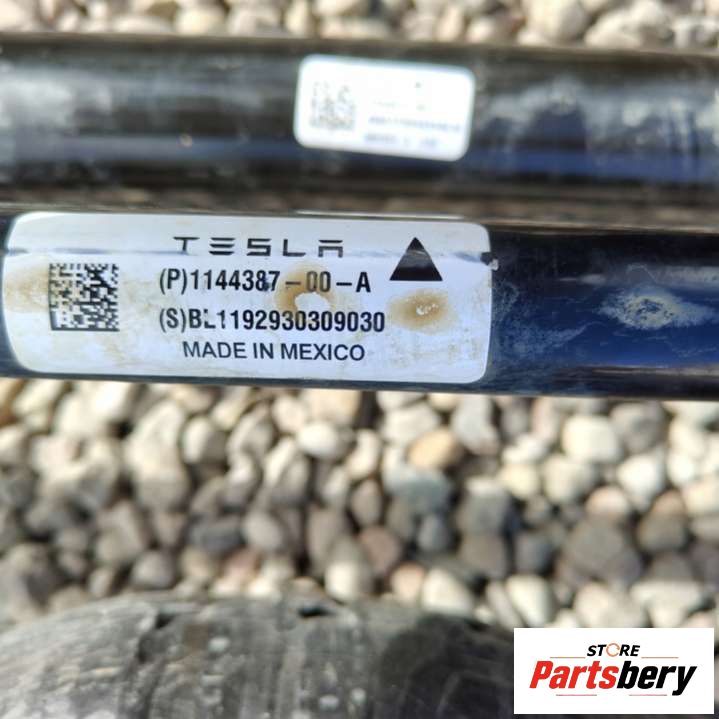 TESLA
(P)1144387-00-A
(S)BL1192930309030
MADE IN MEXICO
STORE
Partsbery